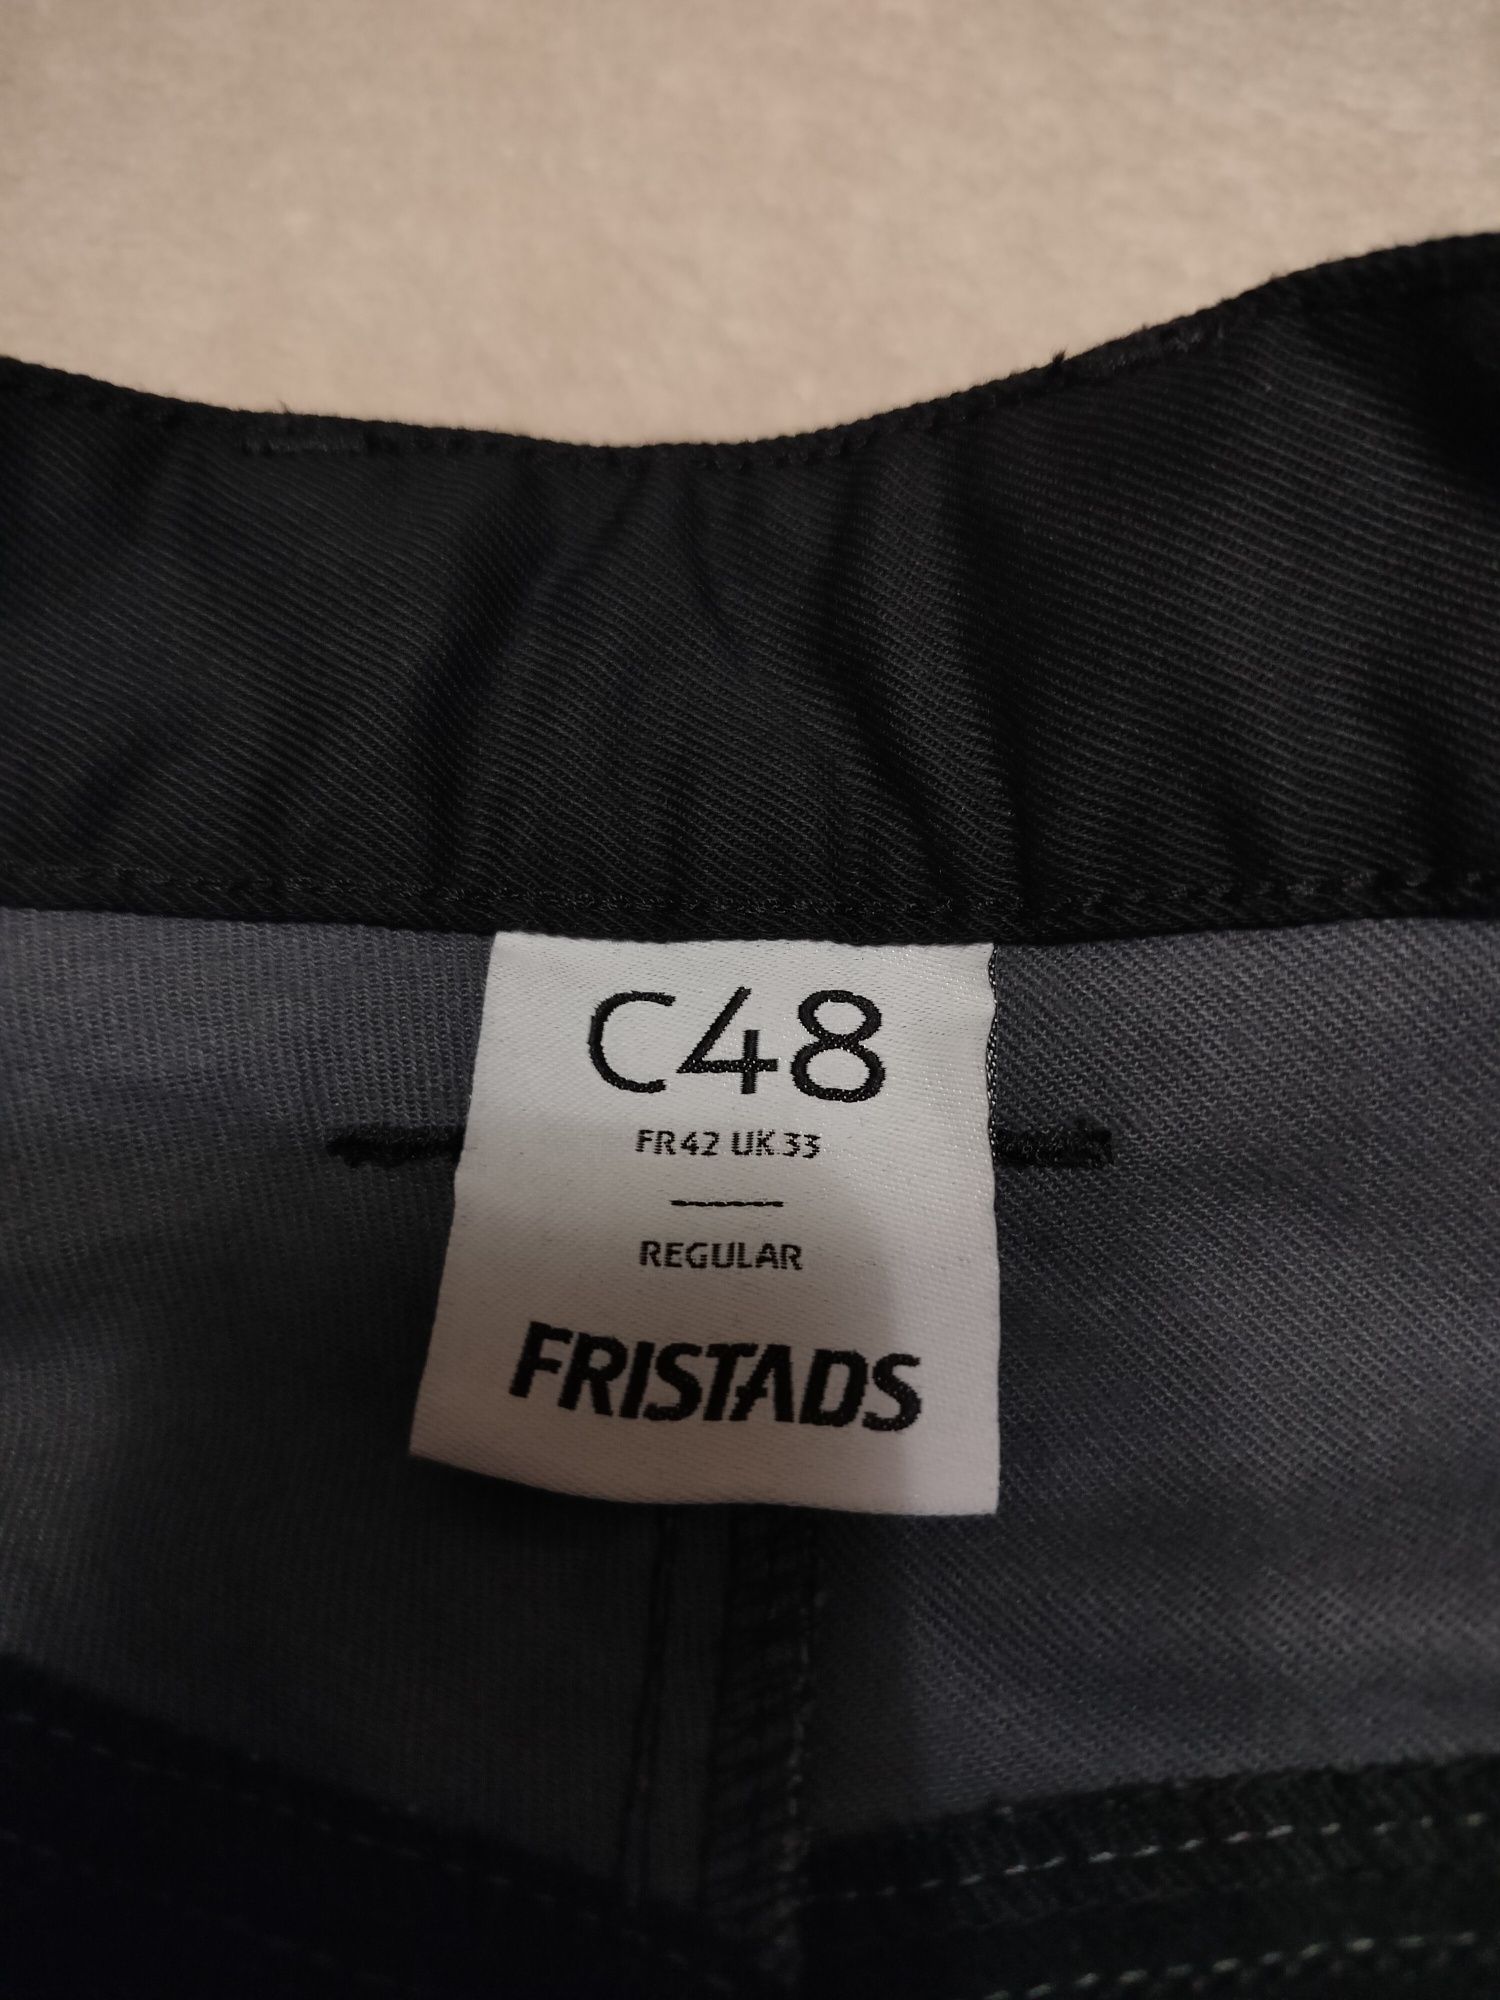 C48
FR42 UK33
REGULAR
FRISTADS